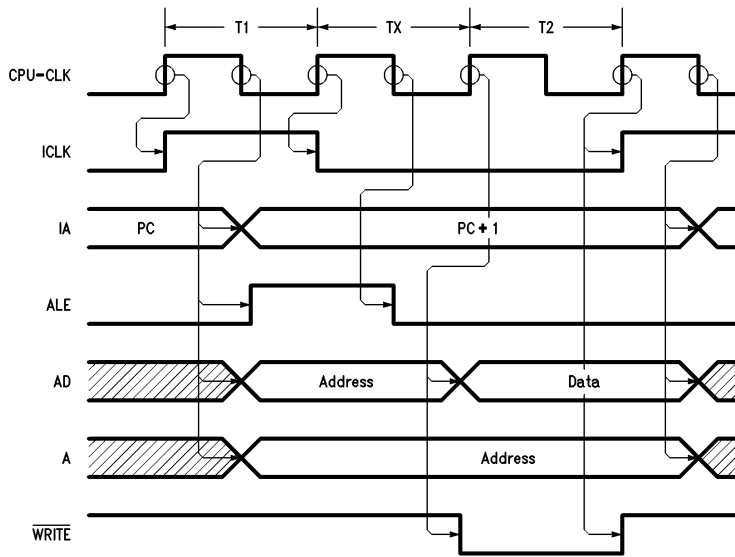 T1 TX T2
CPU-CLK
ICLK
IA PC PC + 1
ALE
AD Address Data
A Address
WRITE